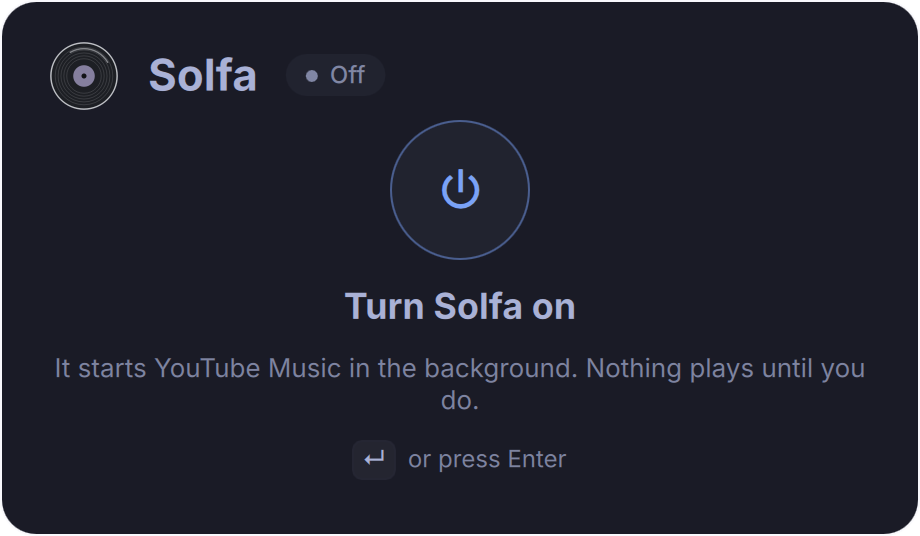 Solfa
Off
Turn Solfa on
It starts YouTube Music in the background. Nothing plays until you
do.
or press Enter